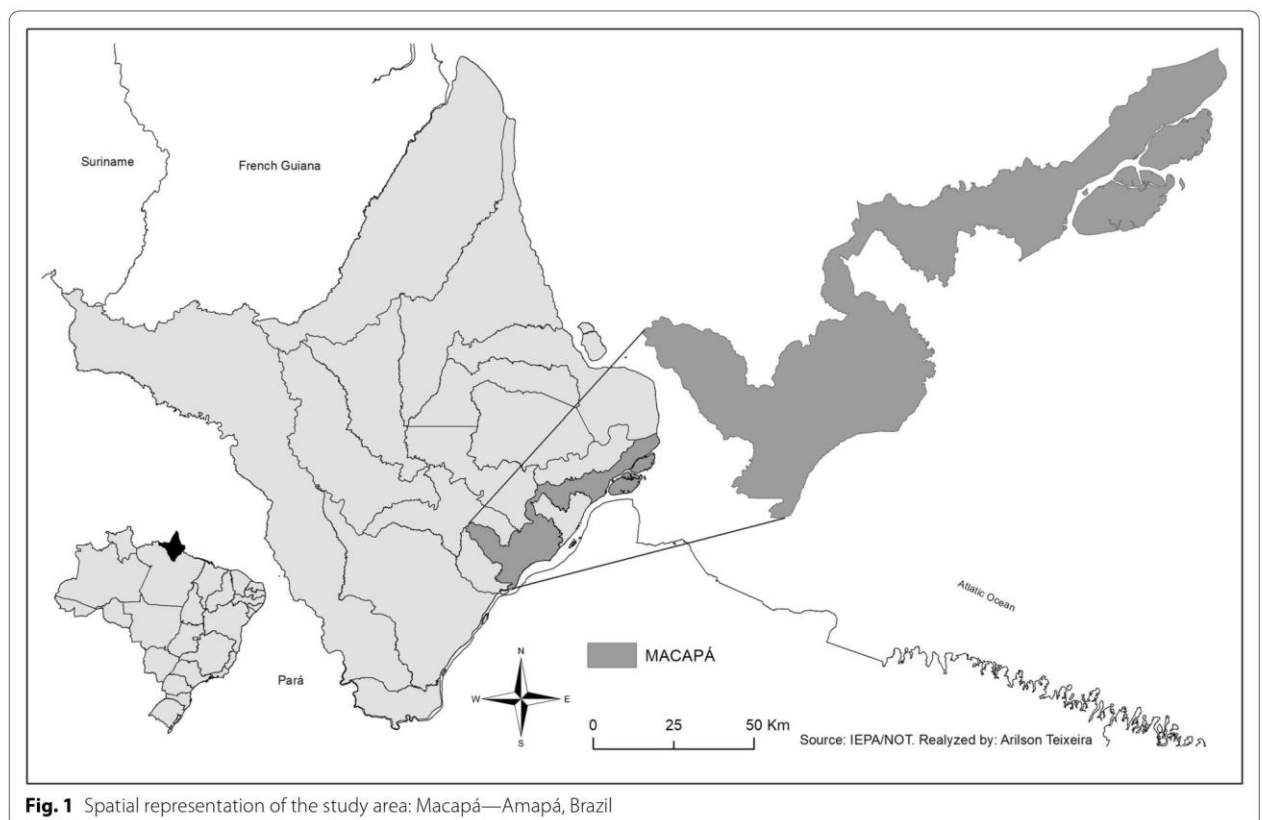 Suriname
French Guiana
Atlatic Ocean
Pará
MACAPÁ
N
W
E
S
0 25 50 Km
Source: IEPA/NOT. Realyzed by: Arilson Teixeira
Fig. 1 Spatial representation of the study area: Macapá—Amapá, Brazil